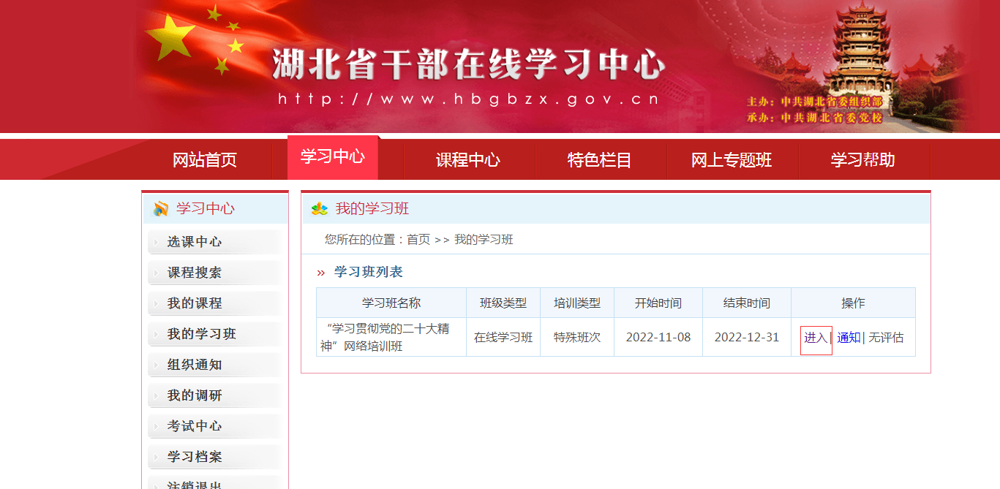 湖北省干部在线学习中心
http://www.hbgbzx.gov.cn
主办：中共湖北省委组织部
承办：中共湖北省委党校
网站首页 学习中心 课程中心 特色栏目 网上专题班 学习帮助
学习中心
选课中心
课程搜索
我的课程
我的学习班
组织通知
我的调研
考试中心
学习档案
注销退出
我的学习班
您所在的位置：首页 >> 我的学习班
学习班列表
学习班名称 班级类型 培训类型 开始时间 结束时间 操作
“学习贯彻党的二十大精
神”网络培训班 在线学习班 特殊班次 2022-11-08 2022-12-31 进入| 通知| 无评估